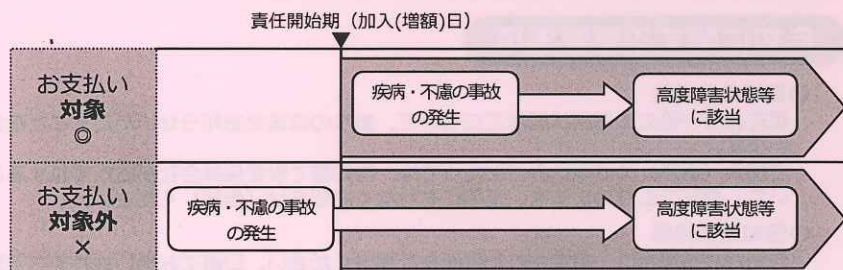 責任開始期（加入(増額)日）
▼
お支払い
対象
◎
疾病・不慮の事故
の発生
高度障害状態等
に該当
お支払い
対象外
×
疾病・不慮の事故
の発生
高度障害状態等
に該当